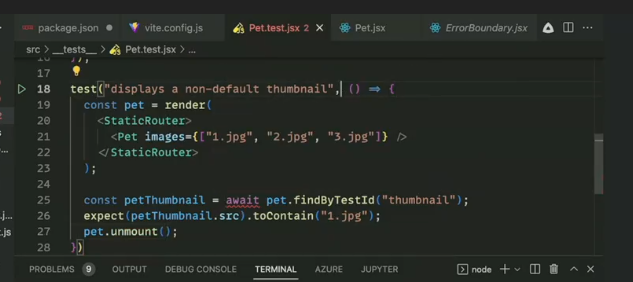 package.json
vite.config.js
Pet.test.jsx 2
Pet.jsx
ErrorBoundary.jsx
src > __tests__ > Pet.test.jsx > ...
16 });
17
18 test("displays a non-default thumbnail", () => {
19 const pet = render(
20 <StaticRouter>
21 <Pet images={["1.jpg", "2.jpg", "3.jpg"]} />
22 </StaticRouter>
23 );
24
25 const petThumbnail = await pet.findByTestId("thumbnail");
26 expect(petThumbnail.src).toContain("1.jpg");
27 pet.unmount();
28 })
PROBLEMS 9 OUTPUT DEBUG CONSOLE TERMINAL AZURE JUPYTER node